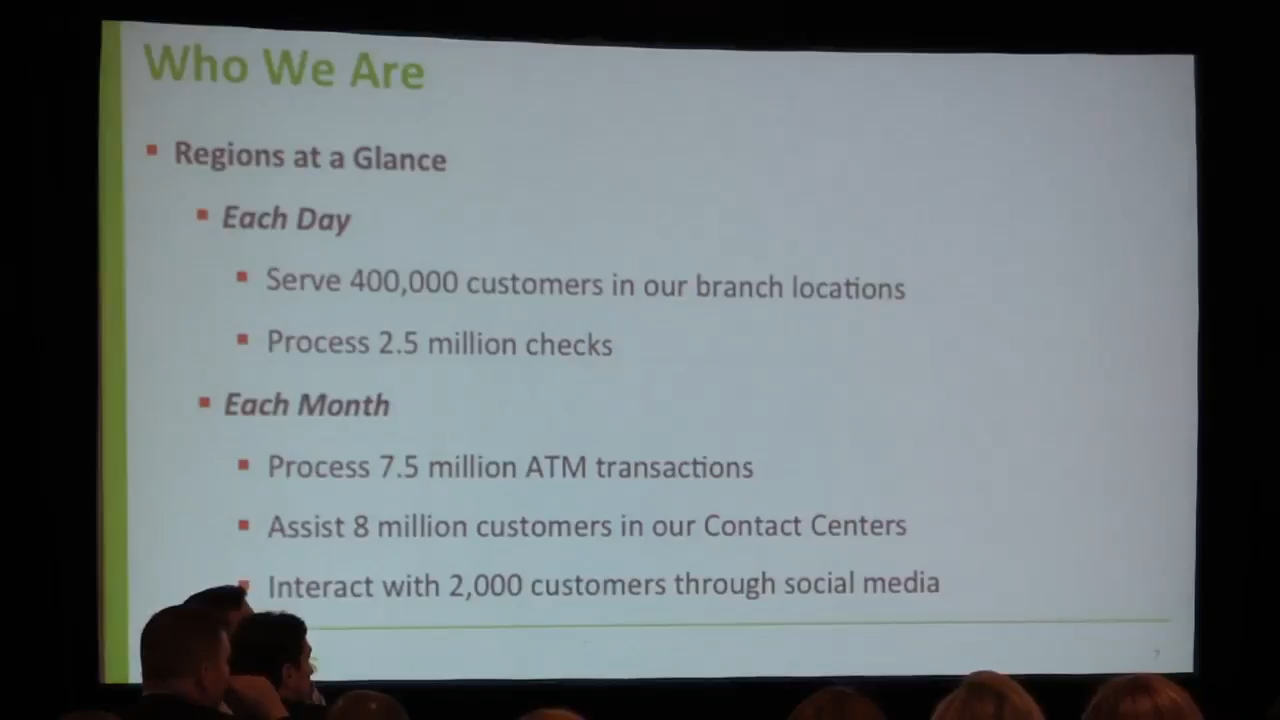 Who We Are
Regions at a Glance
Each Day
Serve 400,000 customers in our branch locations
Process 2.5 million checks
Each Month
Process 7.5 million ATM transactions
Assist 8 million customers in our Contact Centers
Interact with 2,000 customers through social media
7